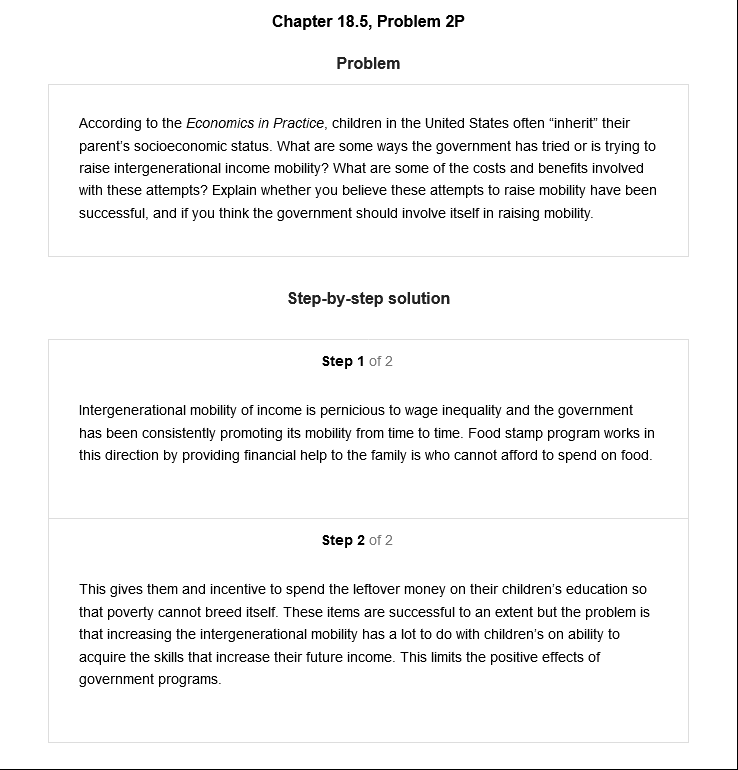 Chapter 18.5, Problem 2P
Problem
According to the Economics in Practice, children in the United States often “inherit” their
parent’s socioeconomic status. What are some ways the government has tried or is trying to
raise intergenerational income mobility? What are some of the costs and benefits involved
with these attempts? Explain whether you believe these attempts to raise mobility have been
successful, and if you think the government should involve itself in raising mobility.
Step-by-step solution
Step 1 of 2
Intergenerational mobility of income is pernicious to wage inequality and the government
has been consistently promoting its mobility from time to time. Food stamp program works in
this direction by providing financial help to the family is who cannot afford to spend on food.
Step 2 of 2
This gives them and incentive to spend the leftover money on their children’s education so
that poverty cannot breed itself. These items are successful to an extent but the problem is
that increasing the intergenerational mobility has a lot to do with children’s on ability to
acquire the skills that increase their future income. This limits the positive effects of
government programs.